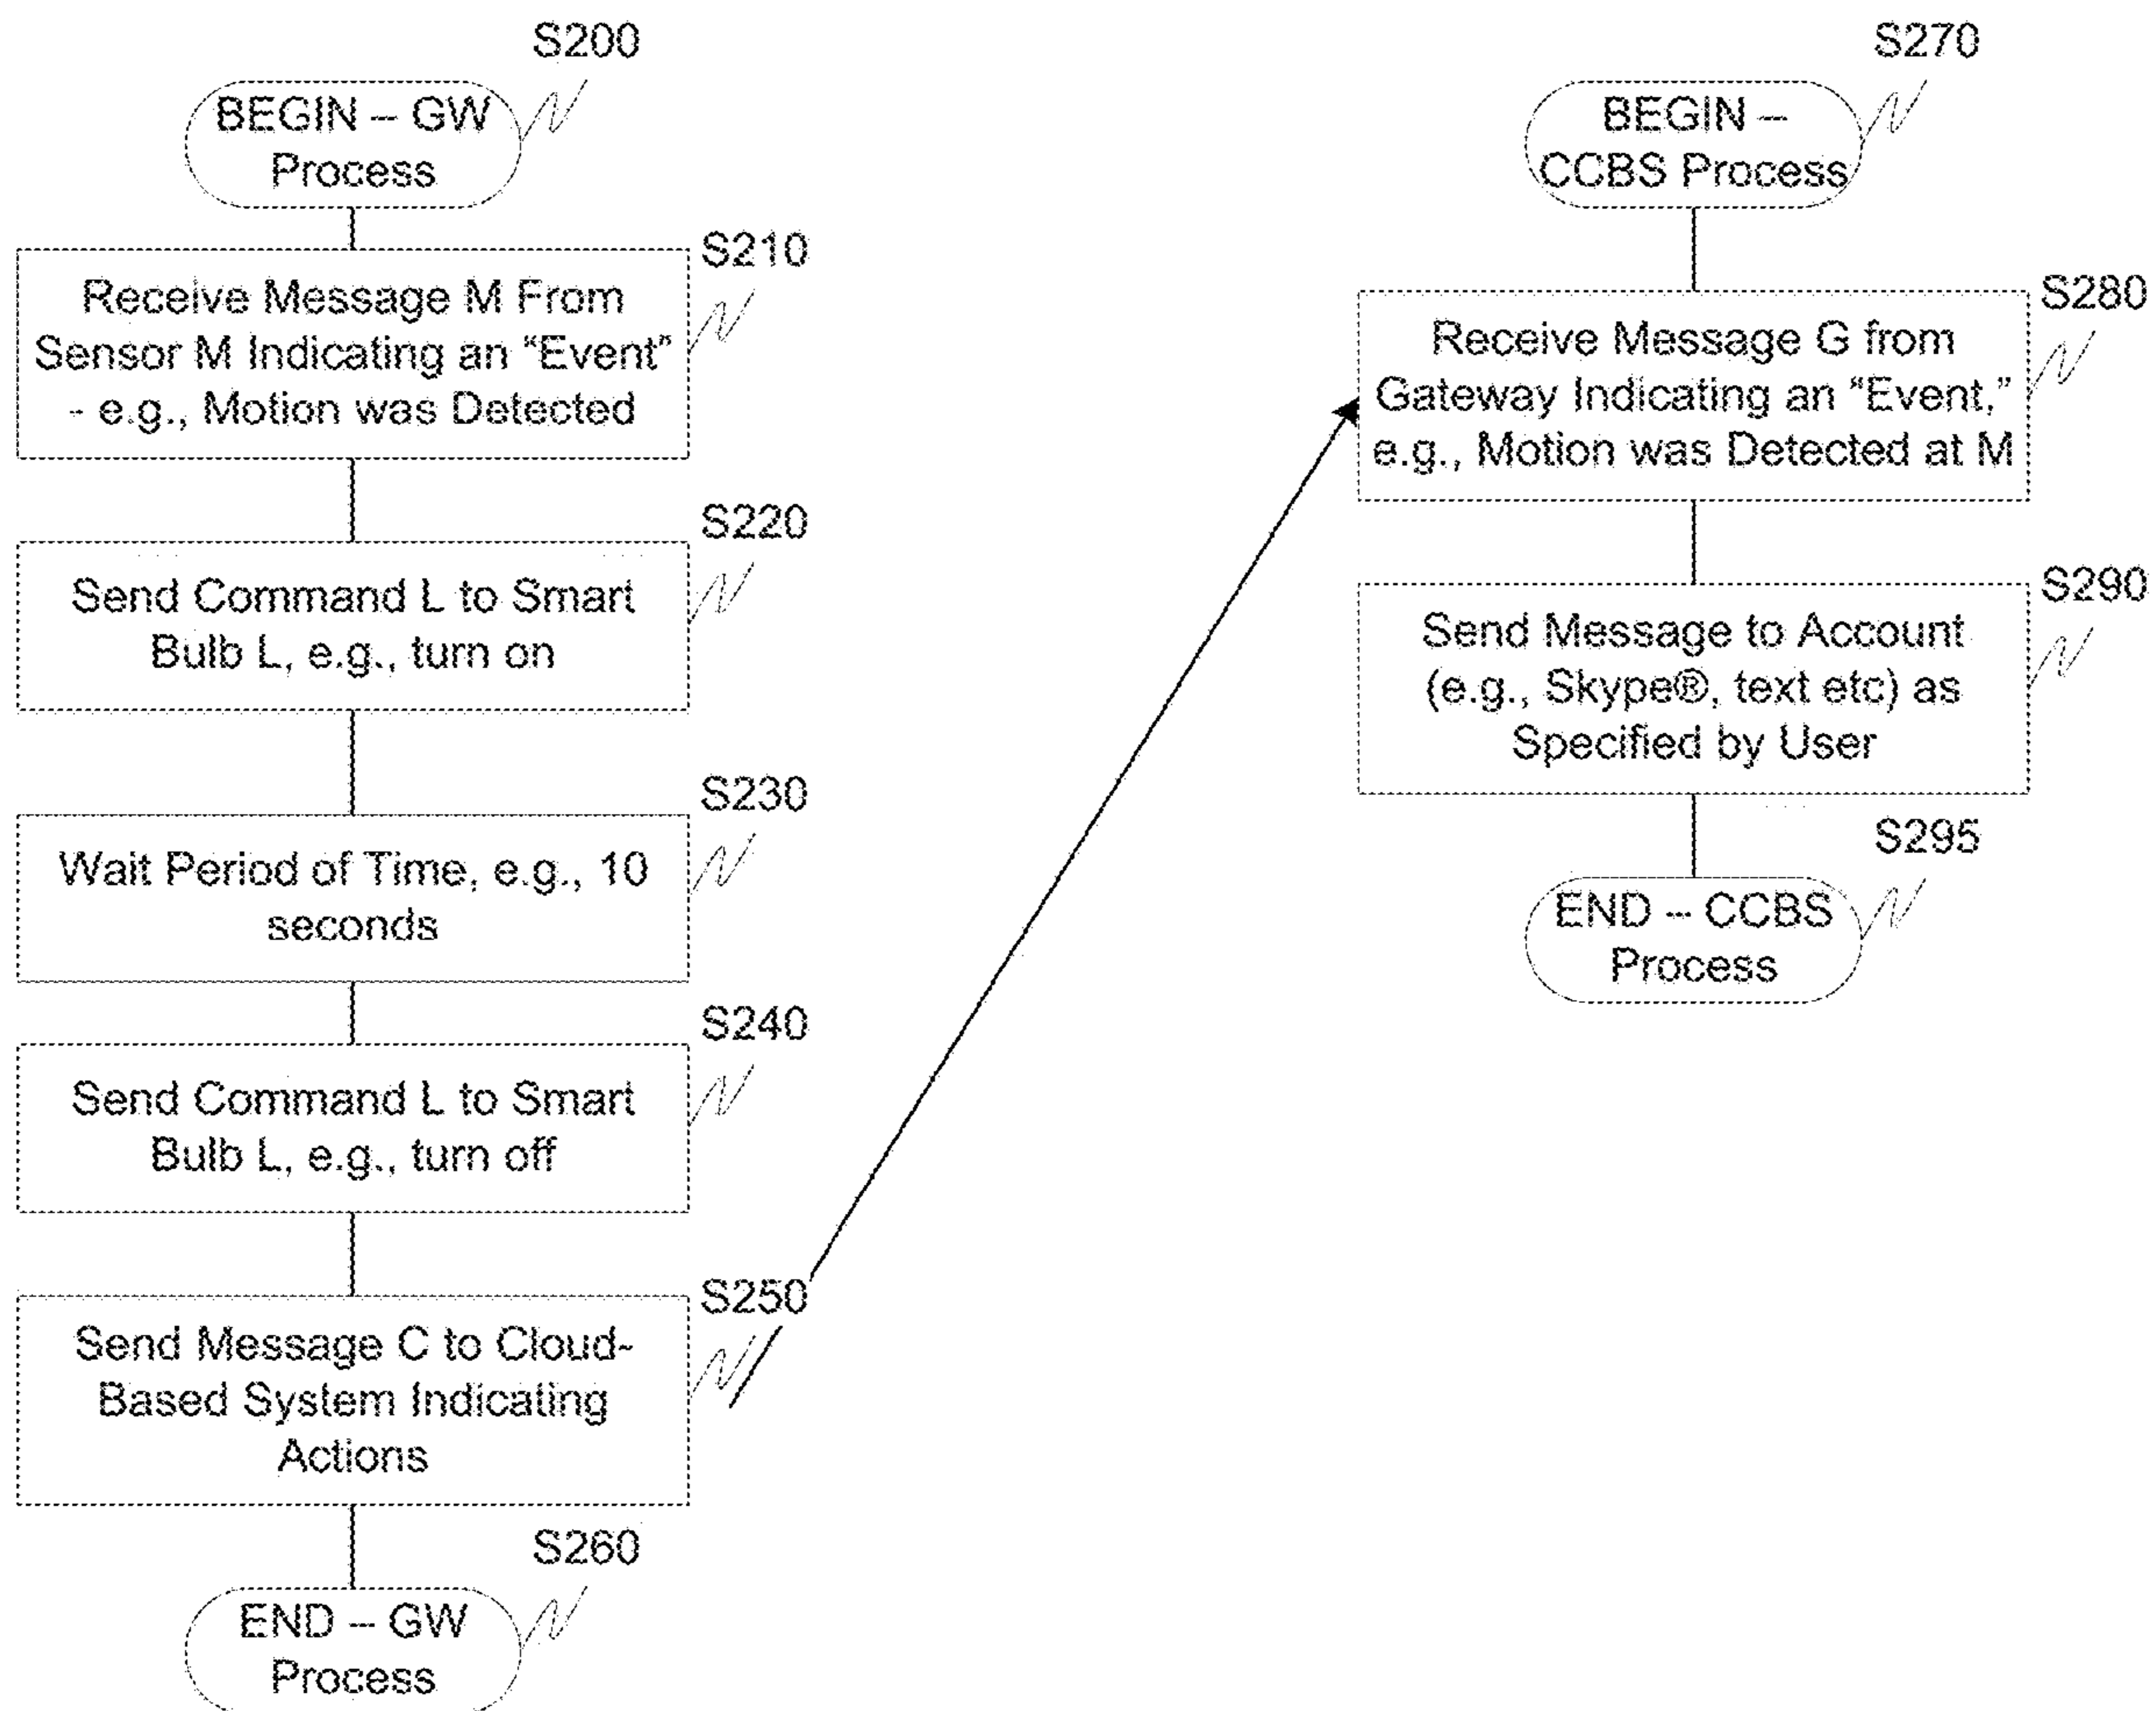 S200
BEGIN -- GW
Process
S210
Receive Message M From
Sensor M Indicating an “Event”
- e.g., Motion was Detected
S220
Send Command L to Smart
Bulb L, e.g., turn on
S230
Wait Period of Time, e.g., 10
seconds
S240
Send Command L to Smart
Bulb L, e.g., turn off
S250
Send Message C to Cloud-
Based System Indicating
Actions
S260
END -- GW
Process
S270
BEGIN --
CCBS Process
S280
Receive Message G from
Gateway Indicating an “Event,”
e.g., Motion was Detected at M
S290
Send Message to Account
(e.g., Skype®, text etc) as
Specified by User
S295
END -- CCBS
Process